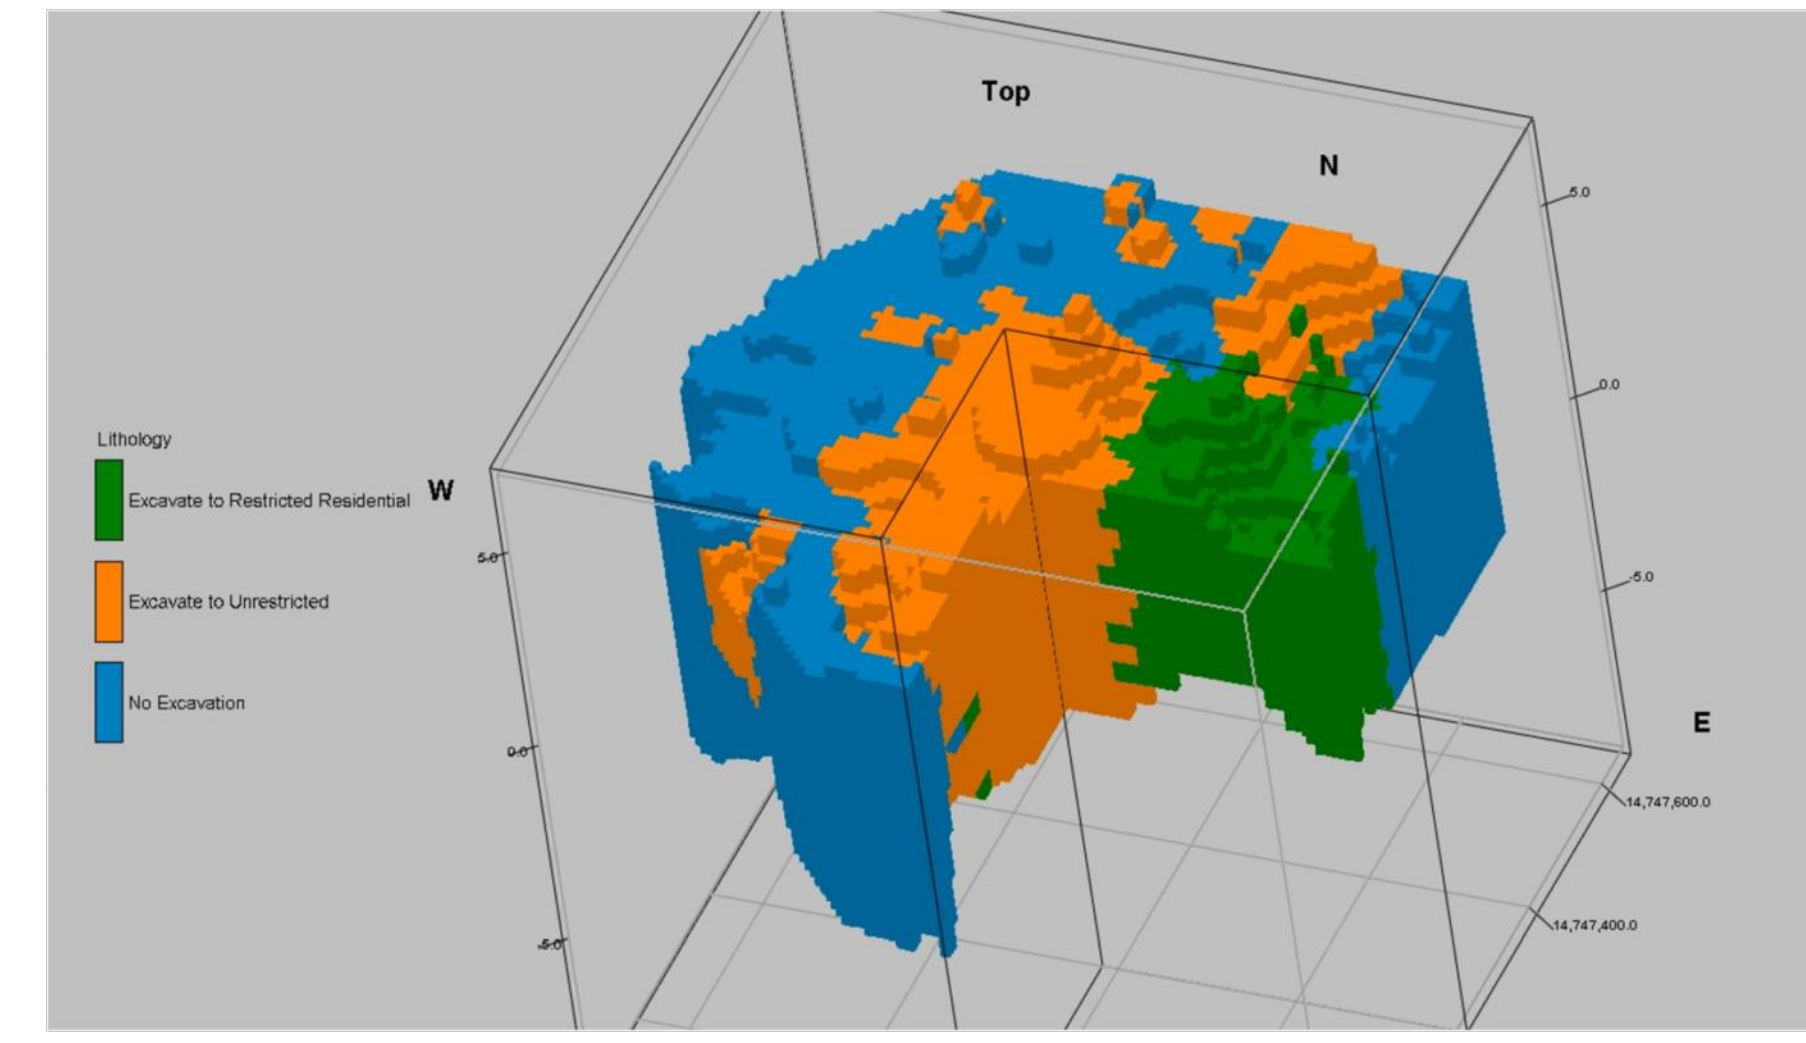 Top
N
5.0
0.0
-5.0
E
14,747,600.0
14,747,400.0
Lithology
Excavate to Restricted Residential
Excavate to Unrestricted
No Excavation
W
5.0
0.0
-5.0